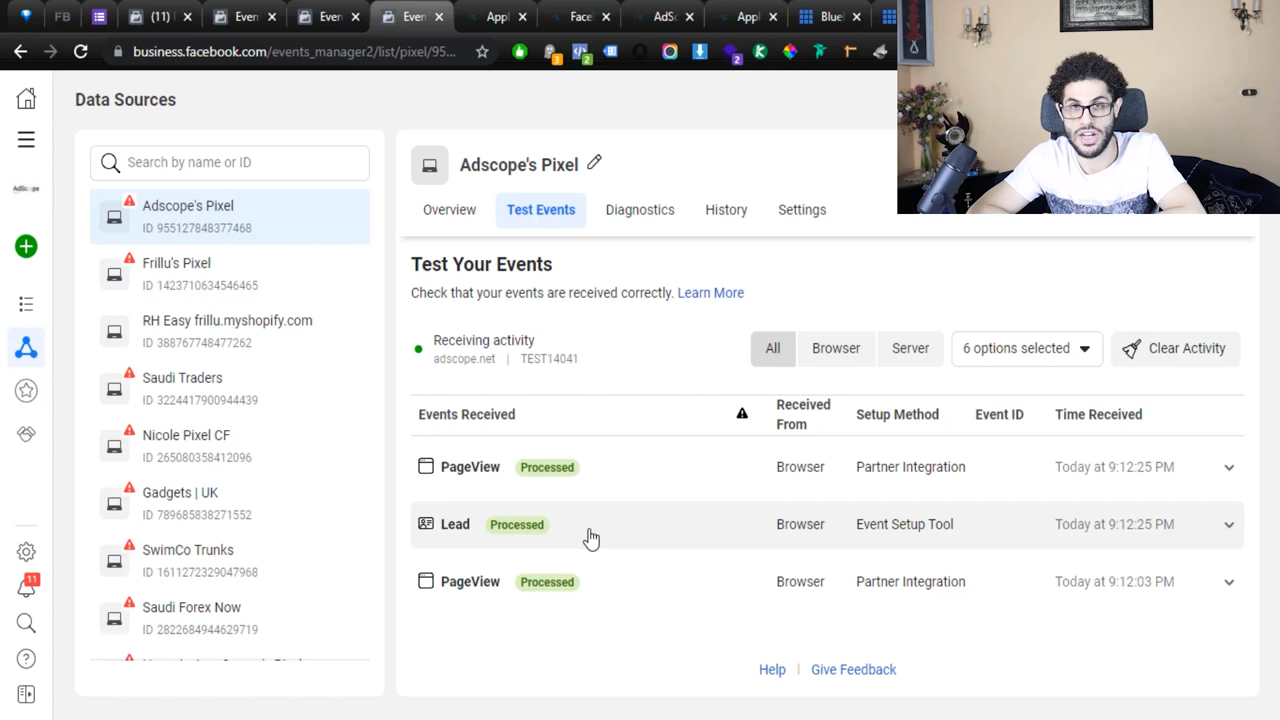 FB
(11)
Even
Even
Even
Appl
Face
AdSc
Appl
Blue
business.facebook.com/events_manager2/list/pixel/95...
3
2
2
Data Sources
Search by name or ID
AdScope
Adscope's Pixel
ID 955127848377468
Frillu's Pixel
ID 1423710634546465
RH Easy frillu.myshopify.com
ID 388767748477262
Saudi Traders
ID 3224417900944439
Nicole Pixel CF
ID 265080358412096
Gadgets | UK
ID 789685838271552
SwimCo Trunks
ID 1611272329047968
Saudi Forex Now
ID 2822684944629719
11
Adscope's Pixel
Overview
Test Events
Diagnostics
History
Settings
Test Your Events
Check that your events are received correctly. Learn More
Receiving activity
adscope.net | TEST14041
All
Browser
Server
6 options selected
Clear Activity
Events Received
Received From
Setup Method
Event ID
Time Received
PageView Processed Browser Partner Integration Today at 9:12:25 PM
Lead Processed Browser Event Setup Tool Today at 9:12:25 PM
PageView Processed Browser Partner Integration Today at 9:12:03 PM
Help | Give Feedback